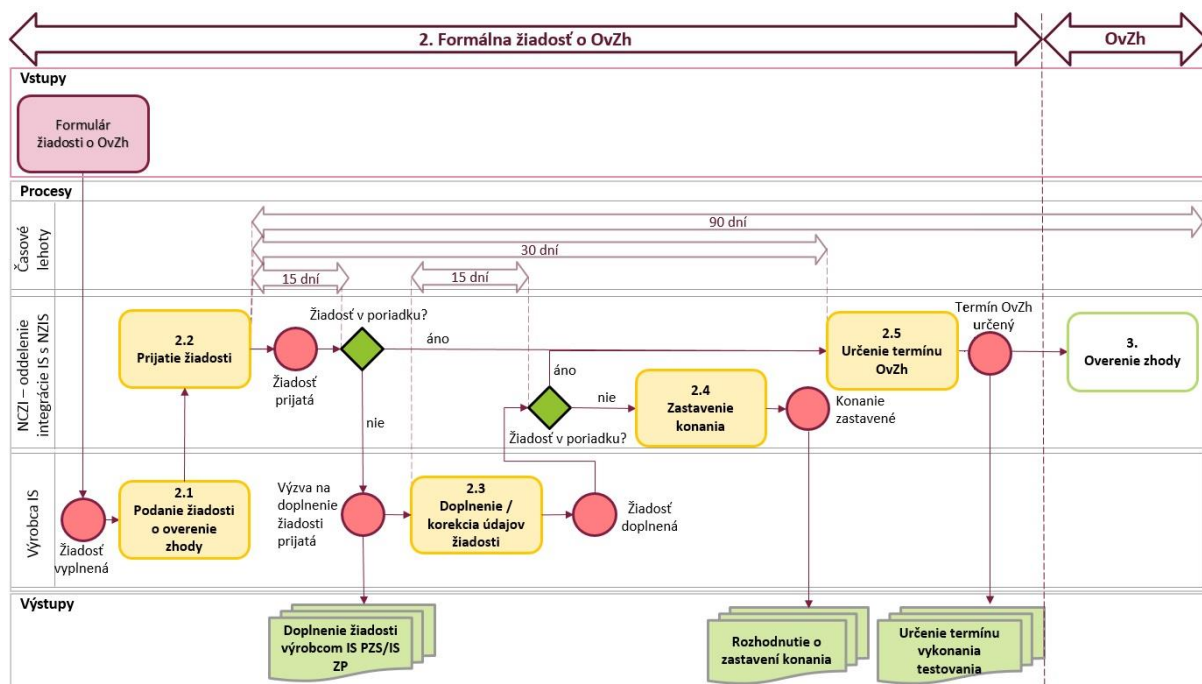 2. Formálna žiadosť o OvZh
OvZh
Vstupy
Formulár
žiadosti o OvZh
Procesy
Časové
lehoty
90 dní
30 dní
15 dní
15 dní
NCZI – oddelenie
integrácie IS s NZIS
2.2
Prijatie žiadosti
Žiadosť
prijatá
Žiadosť v poriadku?
áno
nie
áno
nie
Žiadosť v poriadku?
2.4
Zastavenie
konania
Konanie
zastavené
2.5
Určenie termínu
OvZh
Termín OvZh
určený
3.
Overenie zhody
Výrobca IS
Žiadosť
vyplnená
2.1
Podanie žiadosti
o overenie
zhody
Výzva na
doplnenie
žiadosti
prijatá
2.3
Doplnenie /
korekcia údajov
žiadosti
Žiadosť
doplnená
Výstupy
Doplnenie žiadosti
výrobcom IS PZS/IS
ZP
Rozhodnutie o
zastavení konania
Určenie termínu
vykonania
testovania